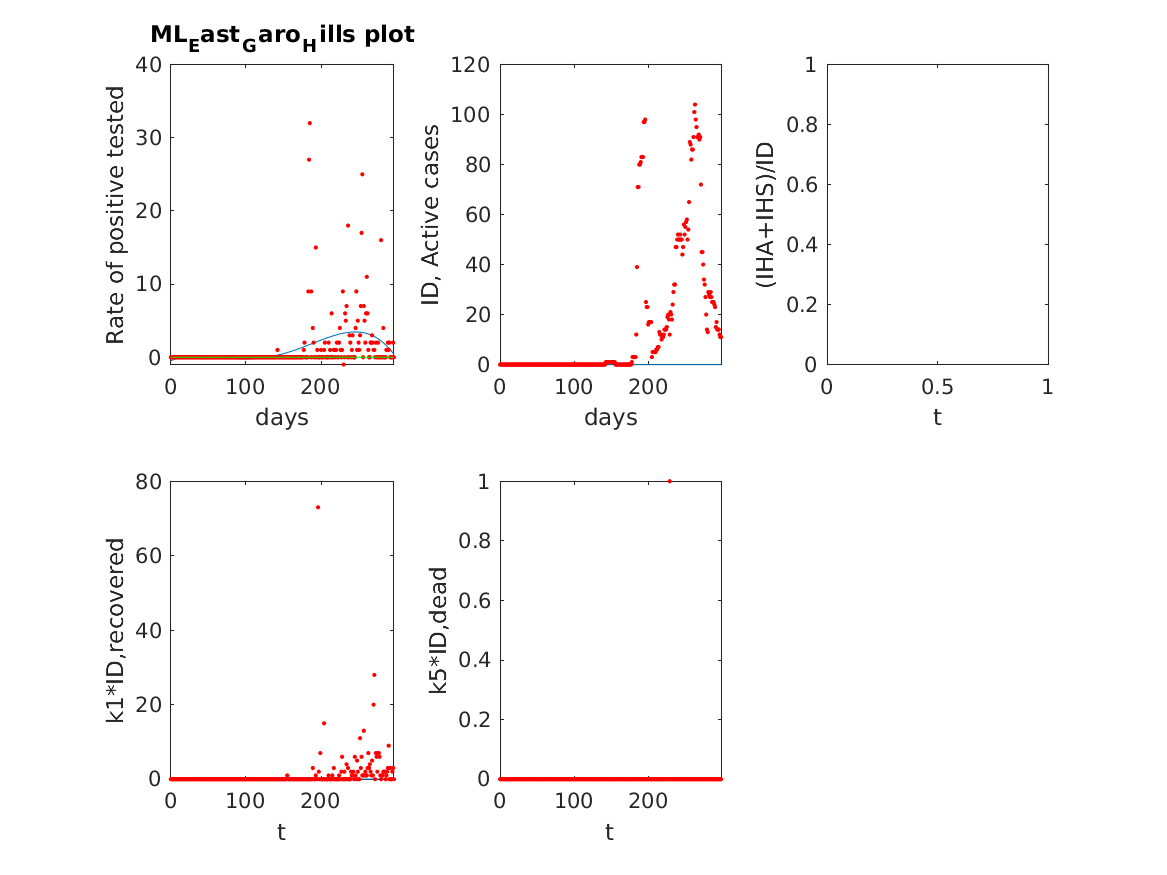 ML_East_Garo_Hills plot
40
30
20
10
0
Rate of positive tested
0 100 200
days
120
100
80
60
40
20
0
ID, Active cases
0 100 200
days
1
0.8
0.6
0.4
0.2
0
(IHA+IHS)/ID
0 0.5 1
t
80
60
40
20
0
k1*ID,recovered
0 100 200
t
1
0.8
0.6
0.4
0.2
0
k5*ID,dead
0 100 200
t